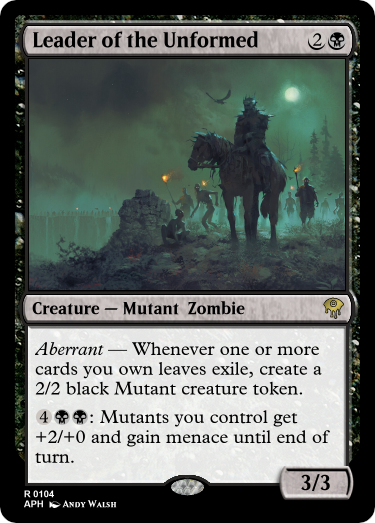 Leader of the Unformed 2
Creature — Mutant Zombie
Aberrant — Whenever one or more
cards you own leaves exile, create a
2/2 black Mutant creature token.
4: Mutants you control get
+2/+0 and gain menace until end of
turn.
3/3
R 0104
APH Andy Walsh